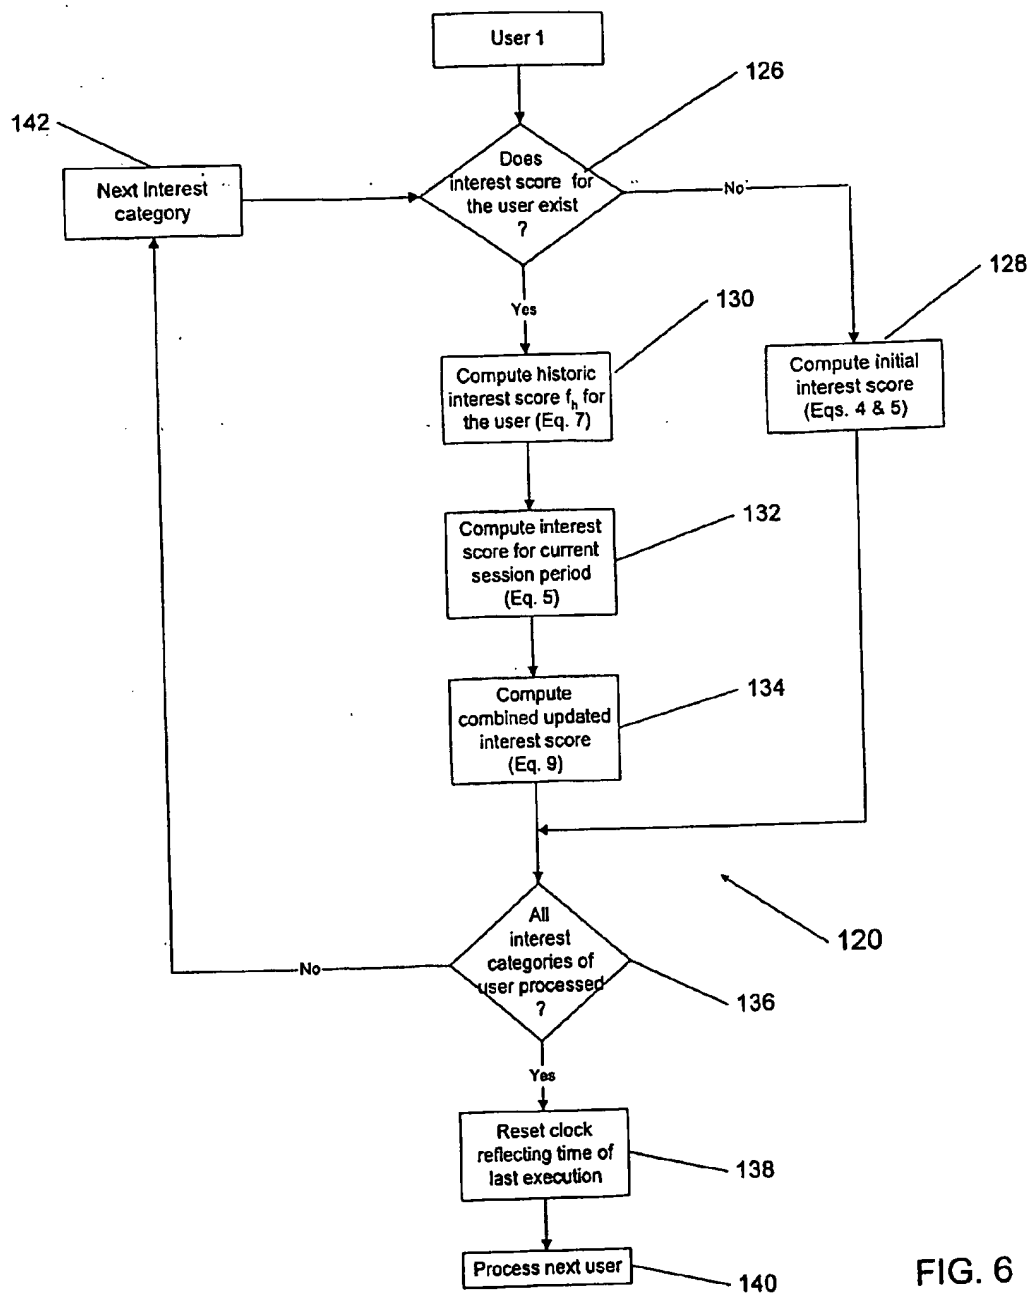 User 1
126
142
Does
interest score for
the user exist
?
No
Next Interest
category
Yes
130
128
Compute historic
interest score fh for
the user (Eq. 7)
Compute initial
interest score
(Eqs. 4 & 5)
132
Compute interest
score for current
session period
(Eq. 5)
134
Compute
combined updated
interest score
(Eq. 9)
120
All
interest
categories of
user processed
?
No
136
Yes
Reset clock
reflecting time of
last execution
138
Process next user
140
FIG. 6